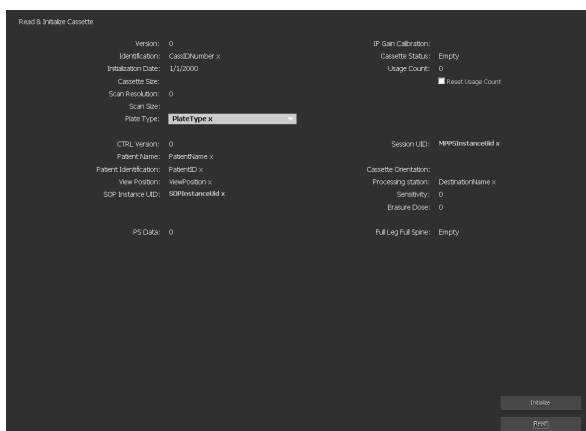 Read & Initialize Cassette
Version: 0
Identification: CassIDNumber x
Initialization Date: 1/1/2000
Cassette Size:
Scan Resolution: 0
Scan Size:
Plate Type: PlateType x
IP Gain Calibration:
Cassette Status: Empty
Usage Count: 0
Reset Usage Count
CTRL Version: 0
Patient Name: PatientName x
Patient Identification: PatientID x
View Position: ViewPosition x
SOP Instance UID: SOPInstanceUid x
Session UID: MPPSInstanceUid x
Cassette Orientation:
Processing station: DestinationName x
Sensitivity: 0
Erasure Dose: 0
PS Data: 0
Full Leg Full Spine: Empty
Initialize
Read